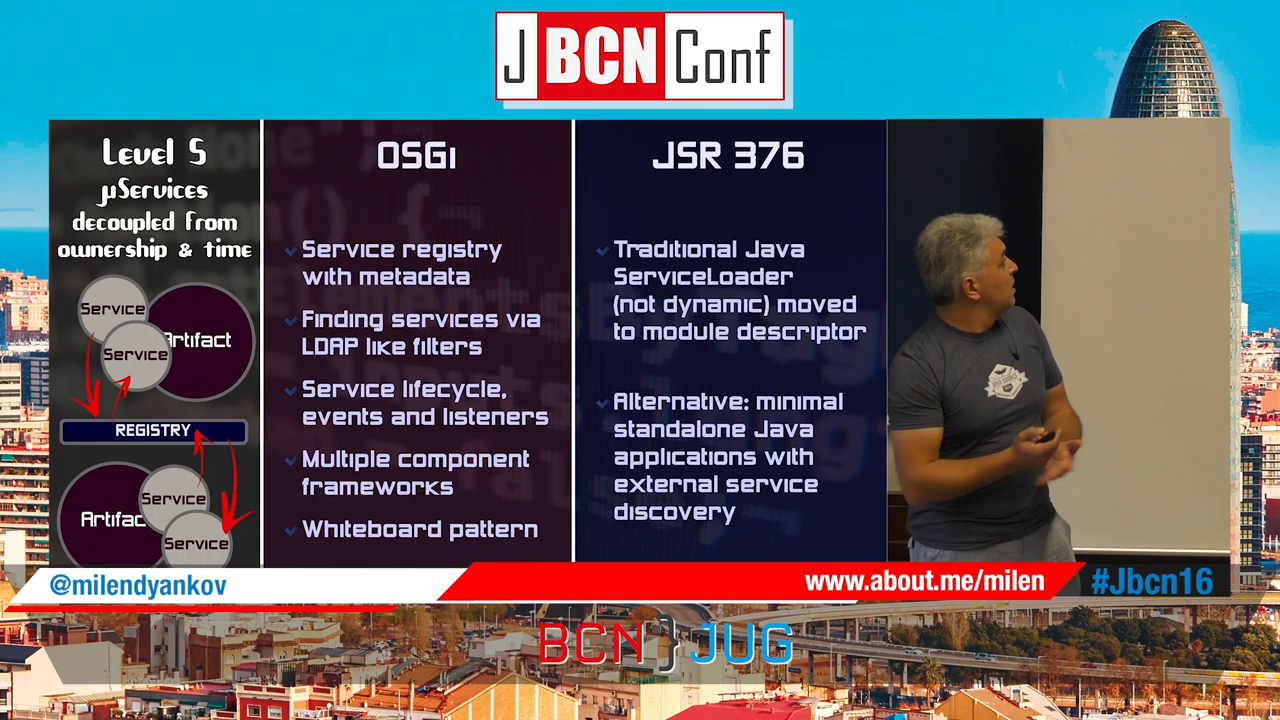 J BCN Conf
Level 5
µServices
decoupled from
ownership & time
Service
Artifact
Service
REGISTRY
Service
Artifac
Service
OSGi
Service registry
with metadata
Finding services via
LDAP like filters
Service lifecycle,
events and listeners
Multiple component
frameworks
Whiteboard pattern
JSR 376
Traditional Java
ServiceLoader
(not dynamic) moved
to module descriptor
Alternative: minimal
standalone Java
applications with
external service
discovery
@milendyankov
www.about.me/milen
#Jbcn16
BCN JUG